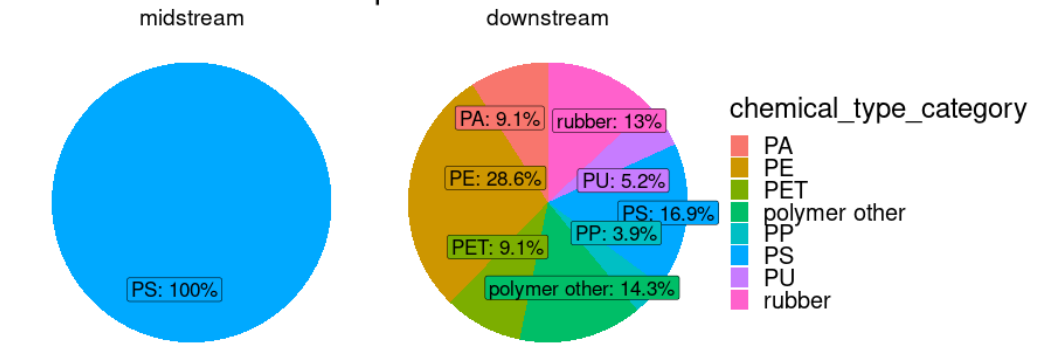 midstream
downstream
PS: 100%
PA: 9.1%
rubber: 13%
PE: 28.6%
PU: 5.2%
PS: 16.9%
PP: 3.9%
PET: 9.1%
polymer other: 14.3%
chemical_type_category
PA
PE
PET
polymer other
PP
PS
PU
rubber